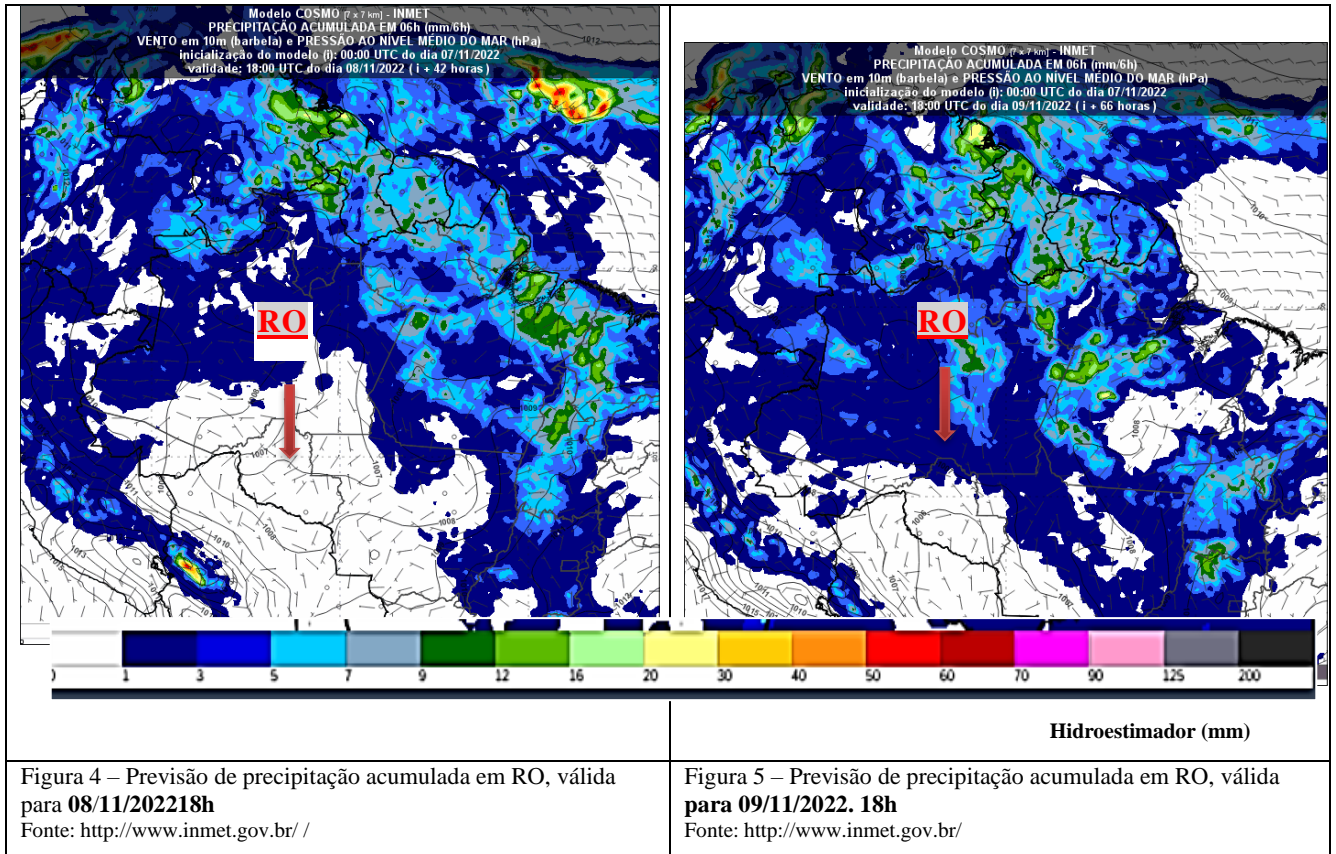 Modelo COSMO [7 x 7 km] - INMET
PRECIPITAÇÃO ACUMULADA EM 06h (mm/6h)
VENTO em 10m (barbela) e PRESSÃO AO NÍVEL MÉDIO DO MAR (hPa)
inicialização do modelo (i): 00:00 UTC do dia 07/11/2022
validade: 18:00 UTC do dia 08/11/2022 ( i + 42 horas )
RO
Modelo COSMO [7 x 7 km] - INMET
PRECIPITAÇÃO ACUMULADA EM 06h (mm/6h)
VENTO em 10m (barbela) e PRESSÃO AO NÍVEL MÉDIO DO MAR (hPa)
inicialização do modelo (i): 00:00 UTC do dia 07/11/2022
validade: 18:00 UTC do dia 09/11/2022 ( i + 66 horas )
RO
1 3 5 7 9 12 16 20 30 40 50 60 70 90 125 200
Hidroestimador (mm)
Figura 4 – Previsão de precipitação acumulada em RO, válida
para 08/11/202218h
Fonte: http://www.inmet.gov.br/ /
Figura 5 – Previsão de precipitação acumulada em RO, válida
para 09/11/2022. 18h
Fonte: http://www.inmet.gov.br/